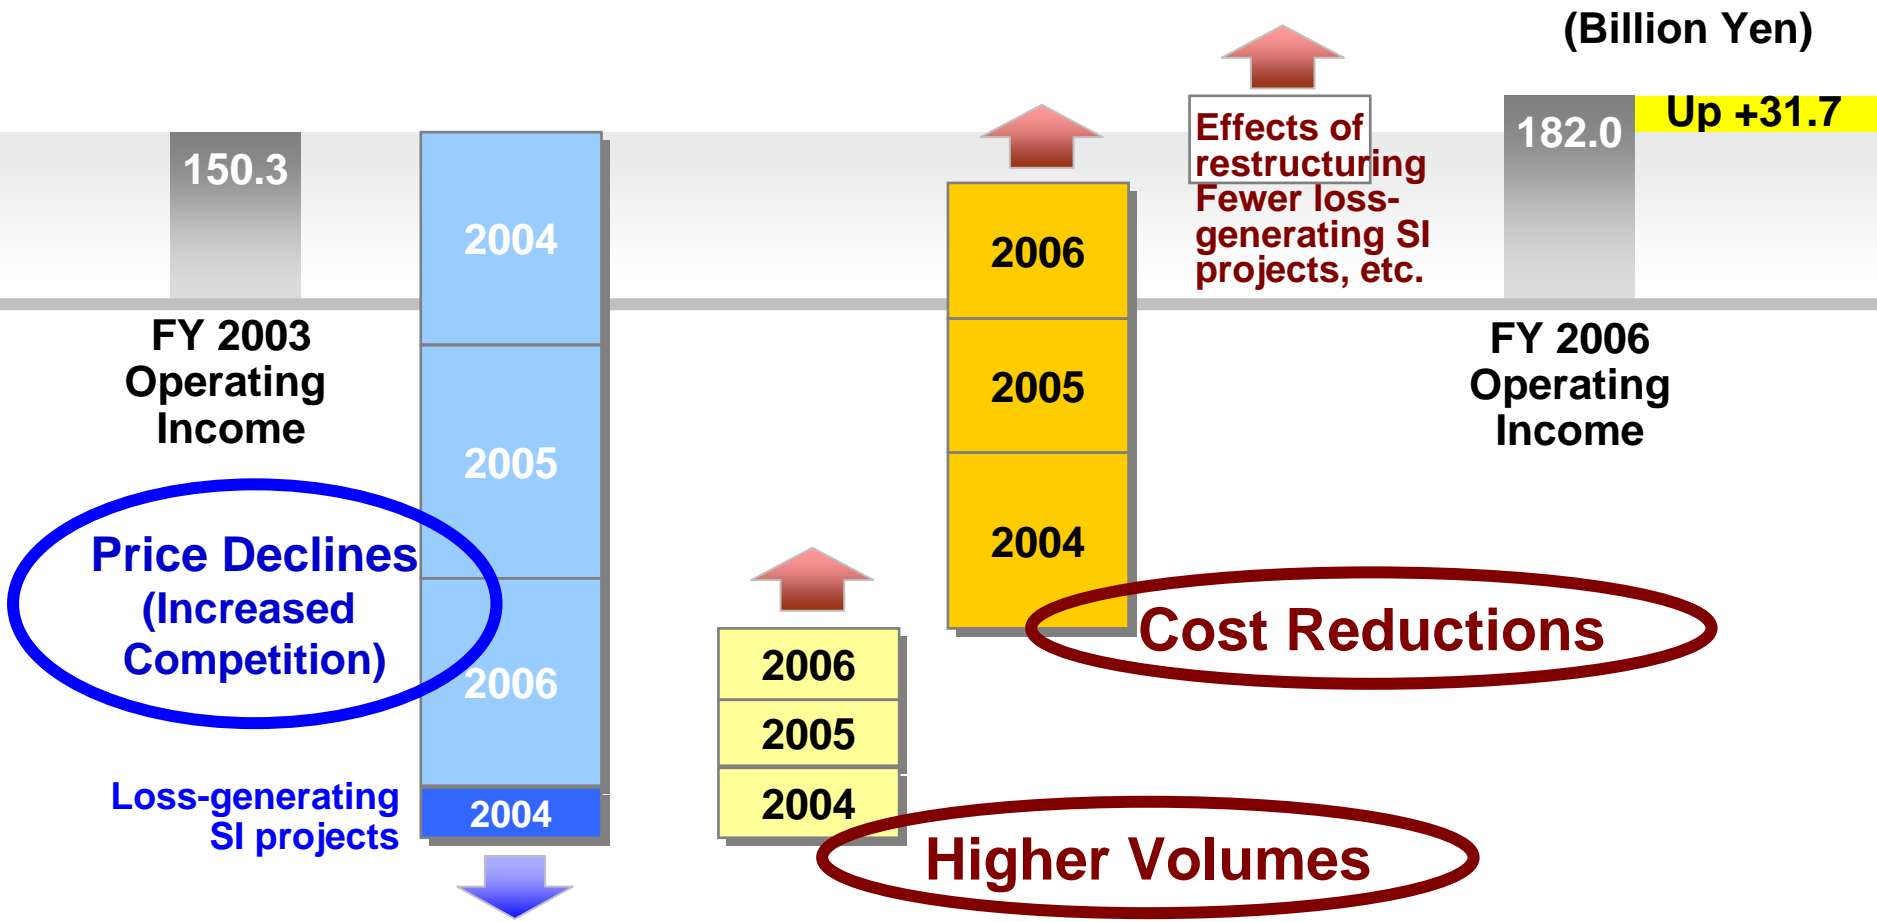 (Billion Yen)
Up +31.7
150.3
182.0
2004
2005
2006
2004
FY 2003
Operating
Income
Price Declines
(Increased
Competition)
Loss-generating
SI projects
2006
2005
2004
Higher Volumes
2006
2005
2004
Cost Reductions
Effects of
restructuring
Fewer loss-
generating SI
projects, etc.
FY 2006
Operating
Income